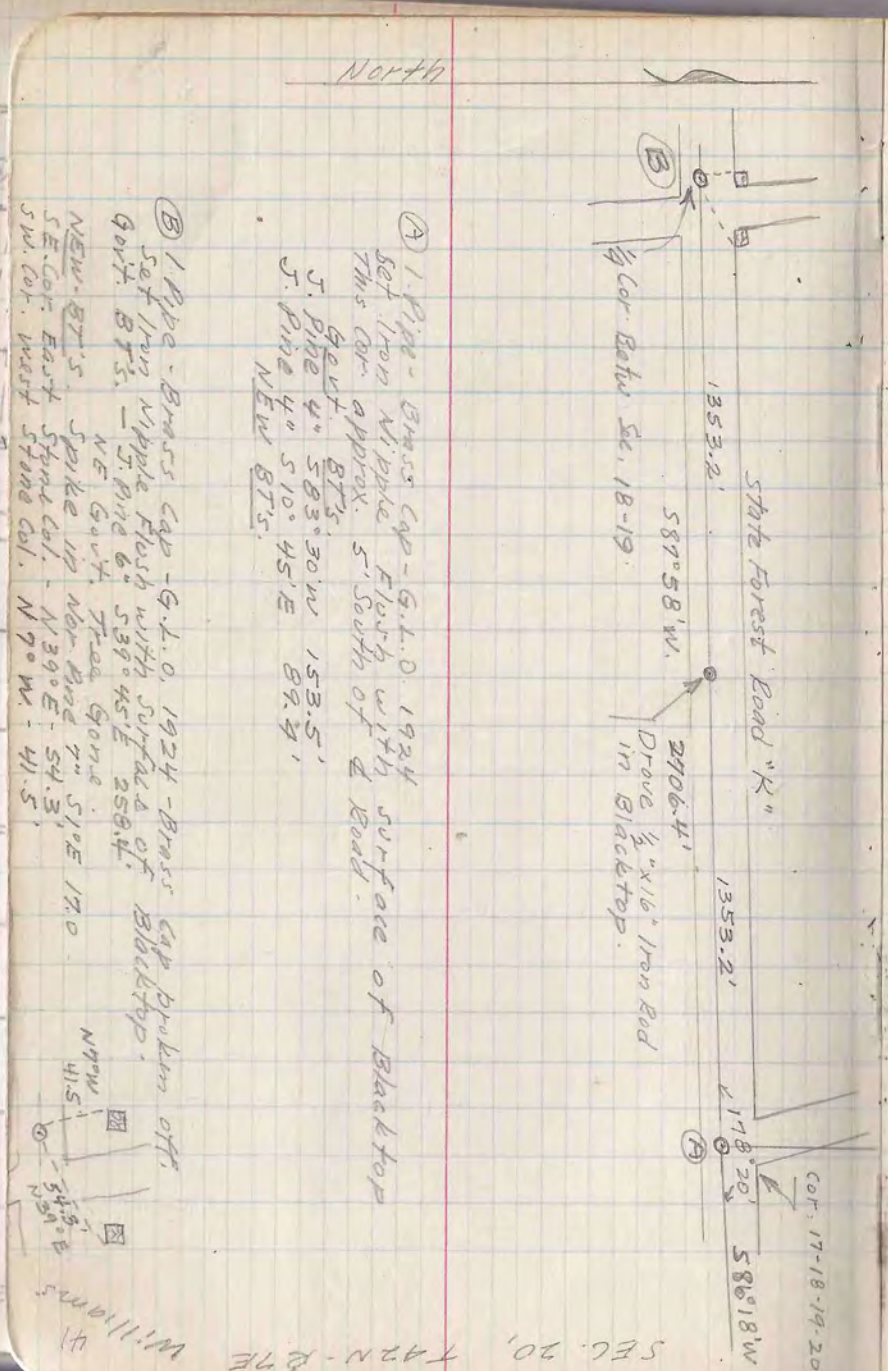 SEC. 20, T42N-R7E
Williams
41
North
State Forest Road "K"
Cor. 17-18-19-20
1353.2'
1353.2'
178° 20'
S86°18'W
S87°58'W.
2706.4'
Drove ½"x16" Iron Rod
in Blacktop.
B
¼ Cor. Betw Se. 18-19.
A
A 1. Pipe - Brass Cap - G.L.O. 1924
Set Iron Nipple Flush with surface of Blacktop
This cor. approx. 5' South of ℄ Road.
Govt. BT's.
J. Pine 4" S83°30'W 153.5'
J. Pine 4" S10°45'E 89.4'
NEW BT'S.
B 1. Pipe - Brass Cap - G.L.O. 1924 - Brass Cap broken off.
Set Iron Nipple Flush with Surface of Blacktop.
Govt. BT's. - J. Pine 6" S39°45'E 258.4'
NE Govt. Tree Gone.
NEW-BT'S. Spike in Nor. Pine 7" S1°E 17.0
SE. Cor. East Stone Col. - N39°E - 54.3'
SW. Cor. West Stone Col. N7°W. - 41.5'
N7°W
41.5'
54.3'
N39°E